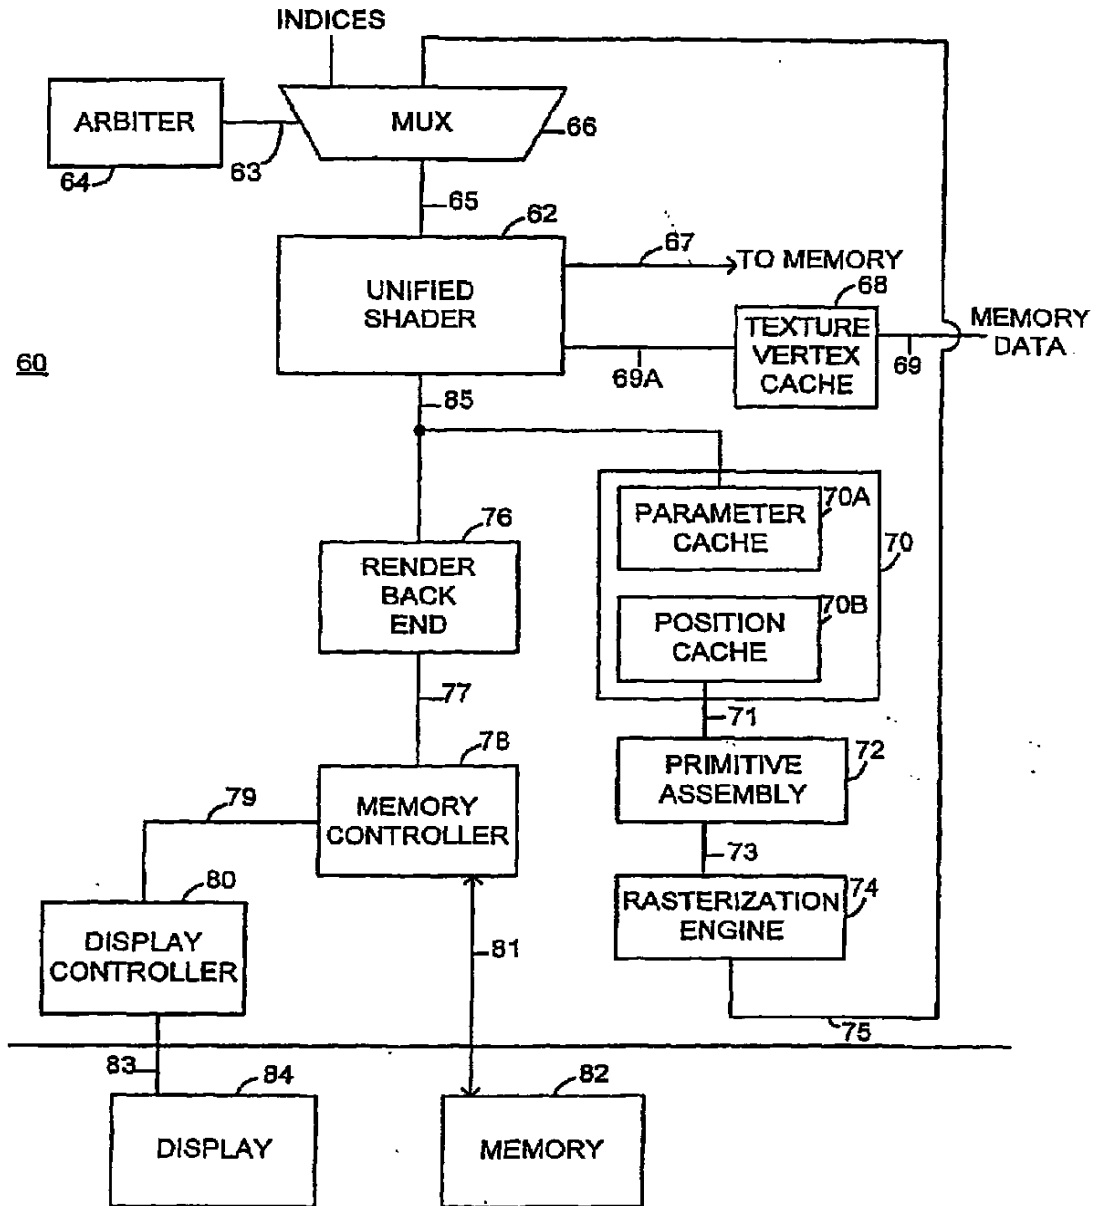 INDICES
ARBITER
MUX
66
63
64
65
62
67
TO MEMORY
UNIFIED
SHADER
68
TEXTURE
VERTEX
CACHE
MEMORY
DATA
69
69A
60
85
70A
PARAMETER
CACHE
70
76
RENDER
BACK
END
70B
POSITION
CACHE
77
71
78
72
PRIMITIVE
ASSEMBLY
79
MEMORY
CONTROLLER
73
80
74
RASTERIZATION
ENGINE
DISPLAY
CONTROLLER
81
75
83
84
82
DISPLAY
MEMORY